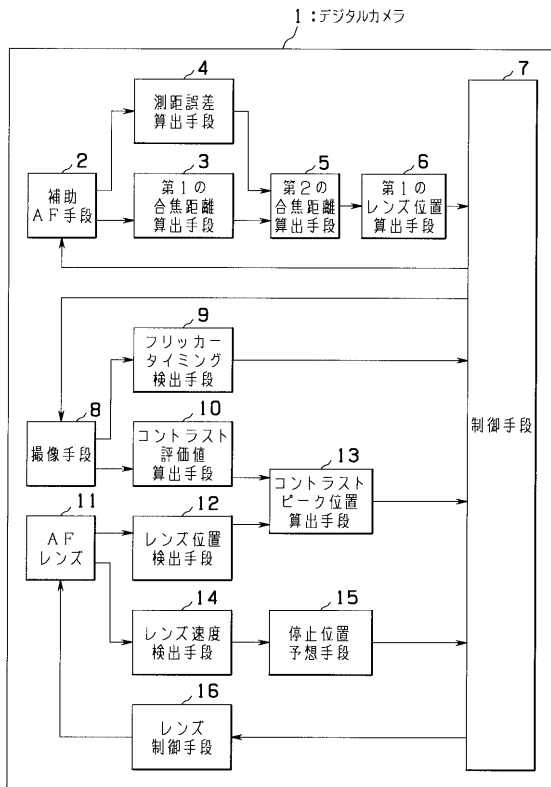 1：デジタルカメラ
4
測距誤差
算出手段
7
2
補助
AF手段
3
第1の
合焦距離
算出手段
5
第2の
合焦距離
算出手段
6
第1の
レンズ位置
算出手段
9
フリッカー
タイミング
検出手段
制御手段
8
撮像手段
10
コントラスト
評価値
算出手段
13
コントラスト
ピーク位置
算出手段
11
AF
レンズ
12
レンズ位置
検出手段
14
レンズ速度
検出手段
15
停止位置
予想手段
16
レンズ
制御手段